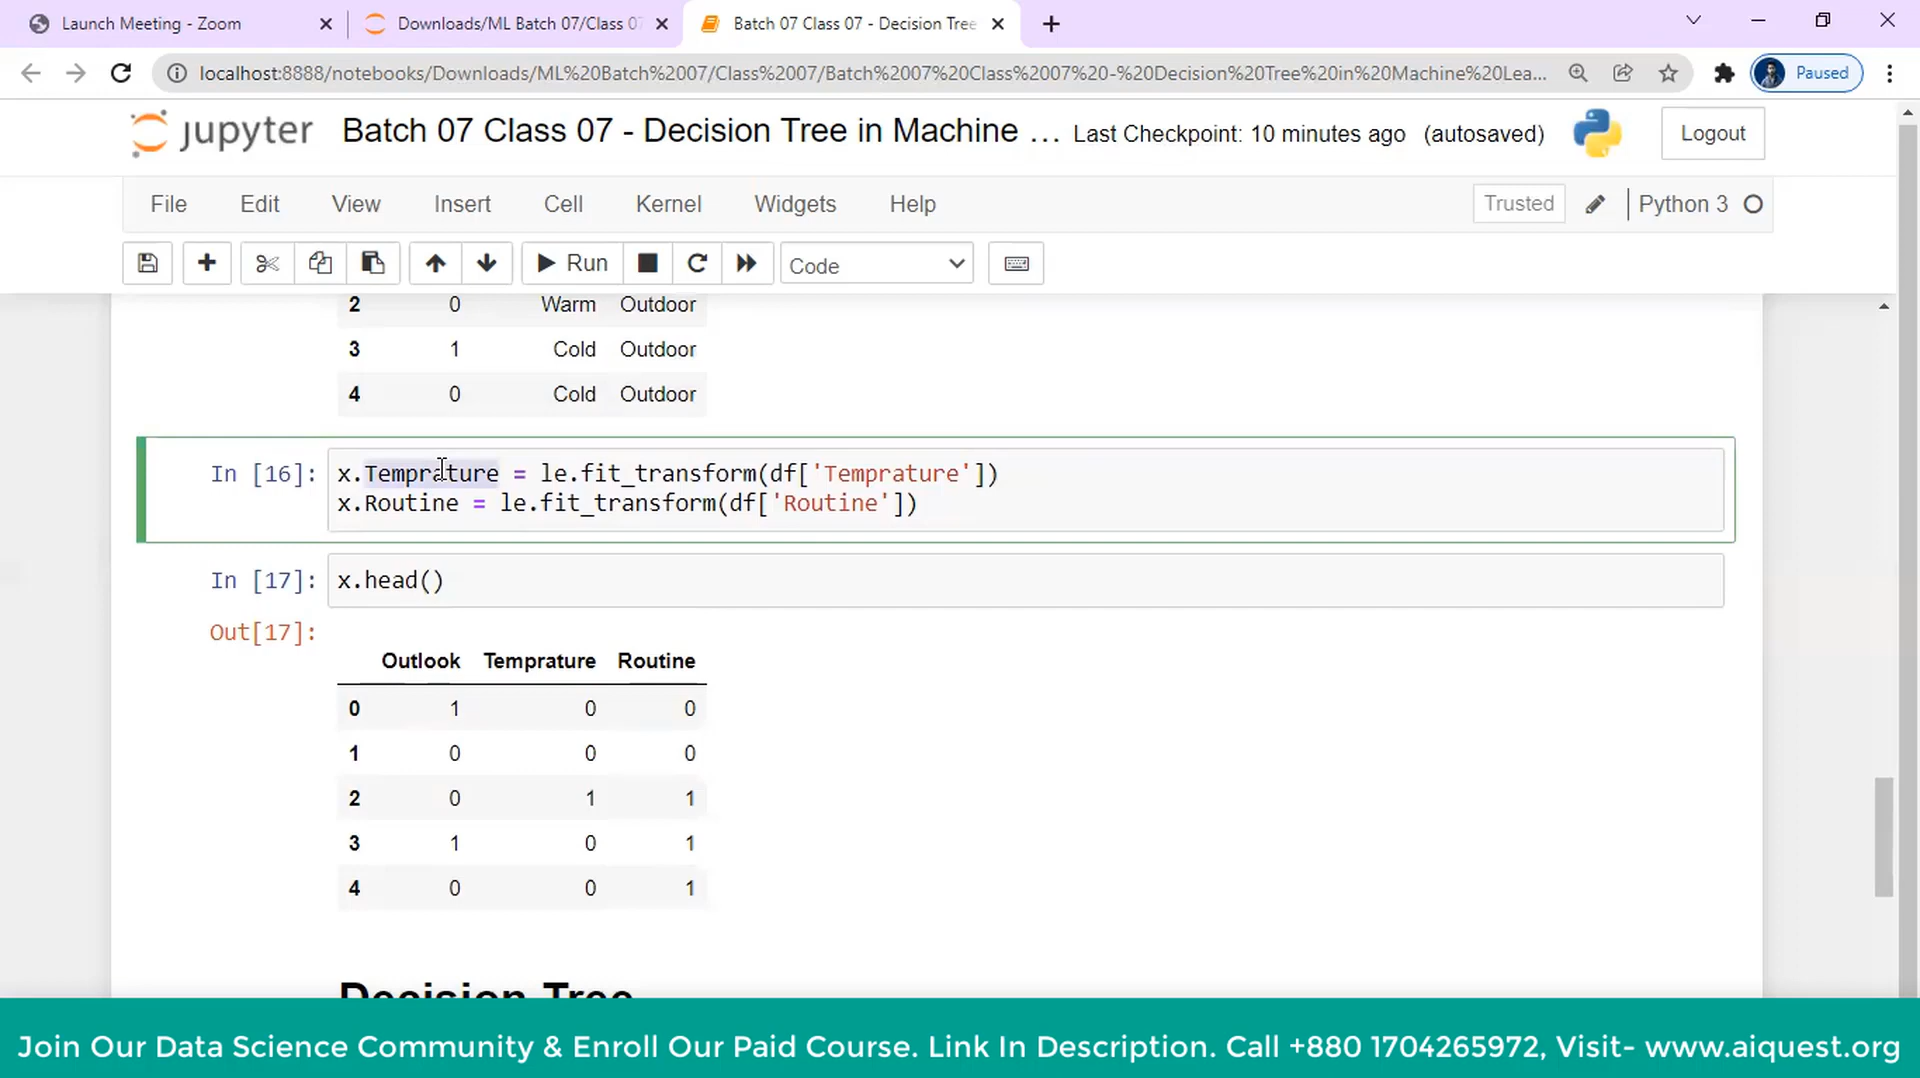 Launch Meeting - Zoom
Downloads/ML Batch 07/Class 07
Batch 07 Class 07 - Decision Tree
localhost:8888/notebooks/Downloads/ML%20Batch%2007/Class%2007/Batch%2007%20Class%2007%20-%20Decision%20Tree%20in%20Machine%20Lea...
Paused
jupyter Batch 07 Class 07 - Decision Tree in Machine ... Last Checkpoint: 10 minutes ago (autosaved)
Logout
File Edit View Insert Cell Kernel Widgets Help
Trusted Python 3
Run Code
2 0 Warm Outdoor
3 1 Cold Outdoor
4 0 Cold Outdoor
In [16]: x.Temprature = le.fit_transform(df['Temprature'])
x.Routine = le.fit_transform(df['Routine'])
In [17]: x.head()
Out[17]:
Outlook Temprature Routine
0 1 0 0
1 0 0 0
2 0 1 1
3 1 0 1
4 0 0 1
Decision Tree
Join Our Data Science Community & Enroll Our Paid Course. Link In Description. Call +880 1704265972, Visit- www.aiquest.org